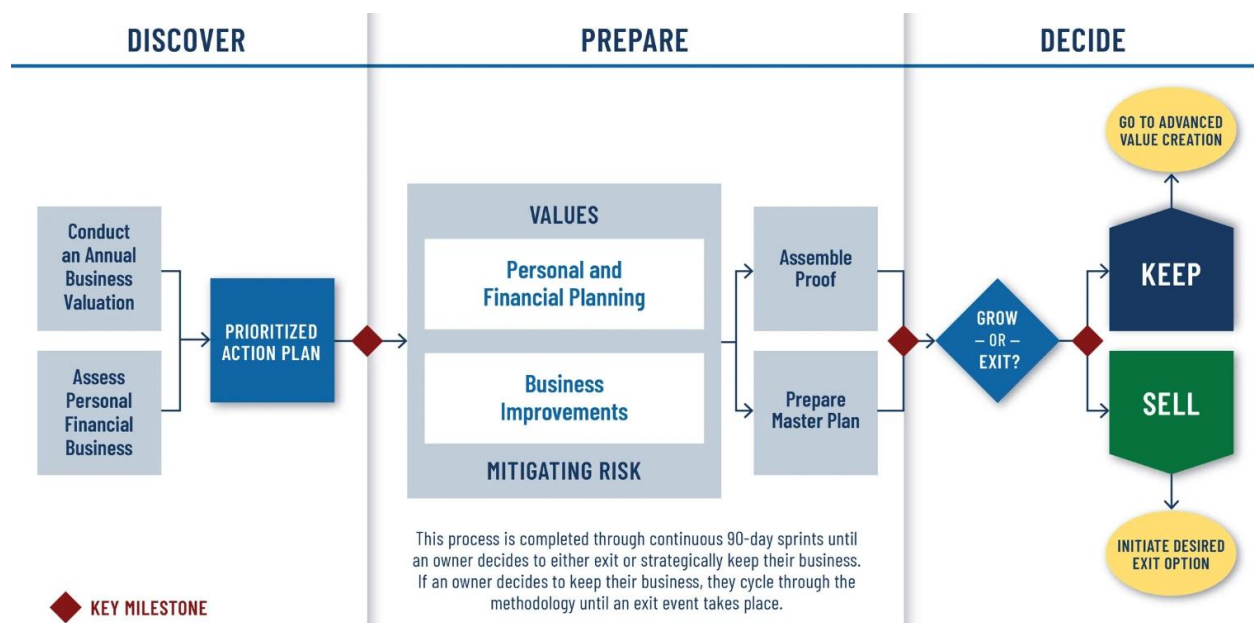 DISCOVER
PREPARE
DECIDE
Conduct
an Annual
Business
Valuation
Assess
Personal
Financial
Business
PRIORITIZED
ACTION PLAN
VALUES
Personal and
Financial Planning
Business
Improvements
MITIGATING RISK
Assemble
Proof
Prepare
Master Plan
This process is completed through continuous 90-day sprints until
an owner decides to either exit or strategically keep their business.
If an owner decides to keep their business, they cycle through the
methodology until an exit event takes place.
GROW
— OR —
EXIT?
GO TO ADVANCED
VALUE CREATION
KEEP
SELL
INITIATE DESIRED
EXIT OPTION
KEY MILESTONE